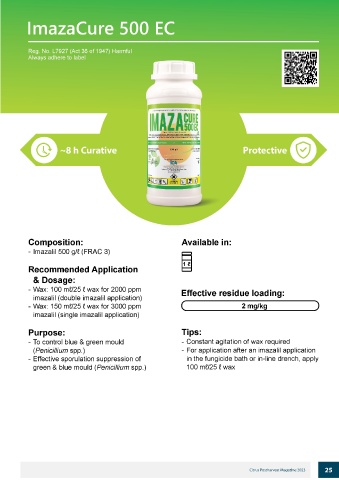 ImazaCure 500 EC
Reg. No. L7927 (Act 36 of 1947) Harmful
Always adhere to label
IMAZACURE
500 EC
~8 h Curative
Protective
Composition:
- Imazalil 500 g/ℓ (FRAC 3)
Recommended Application
& Dosage:
- Wax: 100 mℓ/25 ℓ wax for 2000 ppm
imazalil (double imazalil application)
- Wax: 150 mℓ/25 ℓ wax for 3000 ppm
imazalil (single imazalil application)
Purpose:
- To control blue & green mould
(Penicillium spp.)
- Effective sporulation suppression of
green & blue mould (Penicillium spp.)
Available in:
1 ℓ
Effective residue loading:
2 mg/kg
Tips:
- Constant agitation of wax required
- For application after an imazalil application
in the fungicide bath or in-line drench, apply
100 mℓ/25 ℓ wax
25